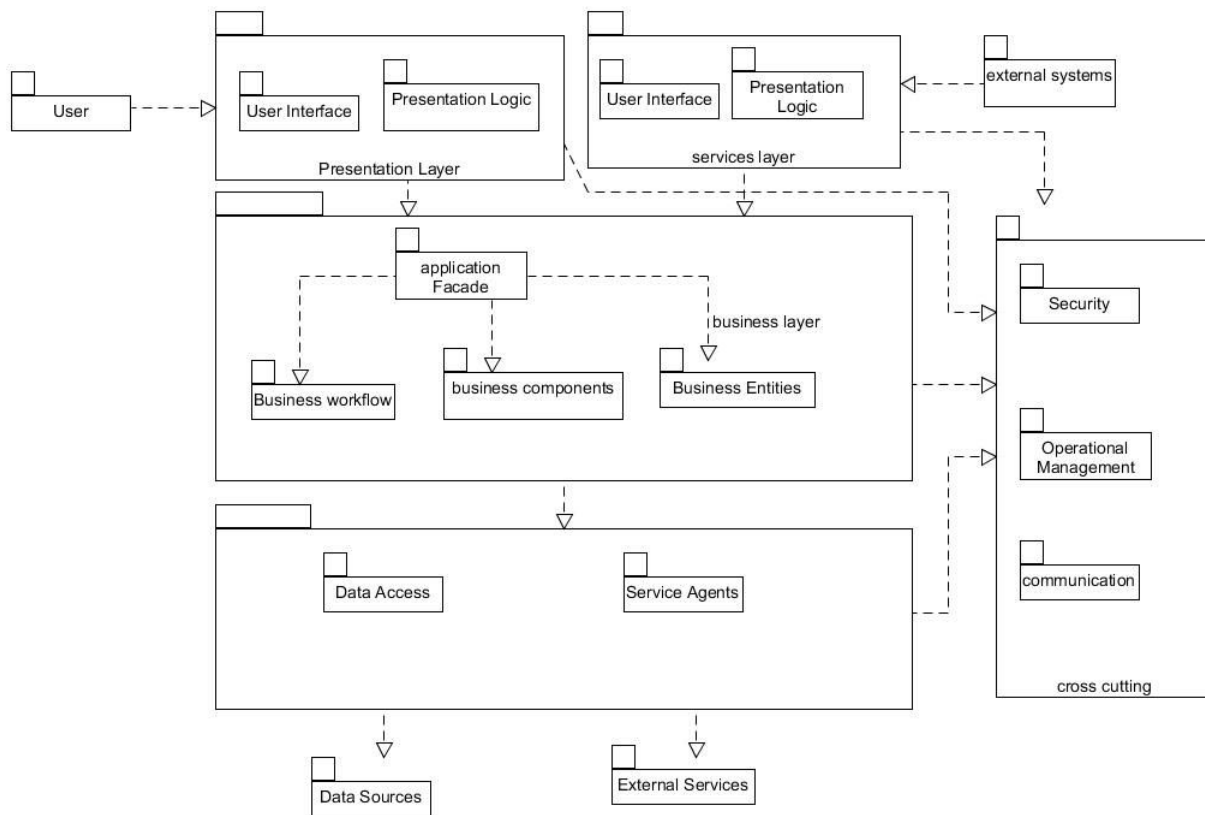 User
User Interface
Presentation Logic
Presentation Layer
User Interface
Presentation
Logic
services layer
external systems
application
Facade
business layer
Business workflow
business components
Business Entities
Security
Operational
Management
communication
cross cutting
Data Access
Service Agents
Data Sources
External Services